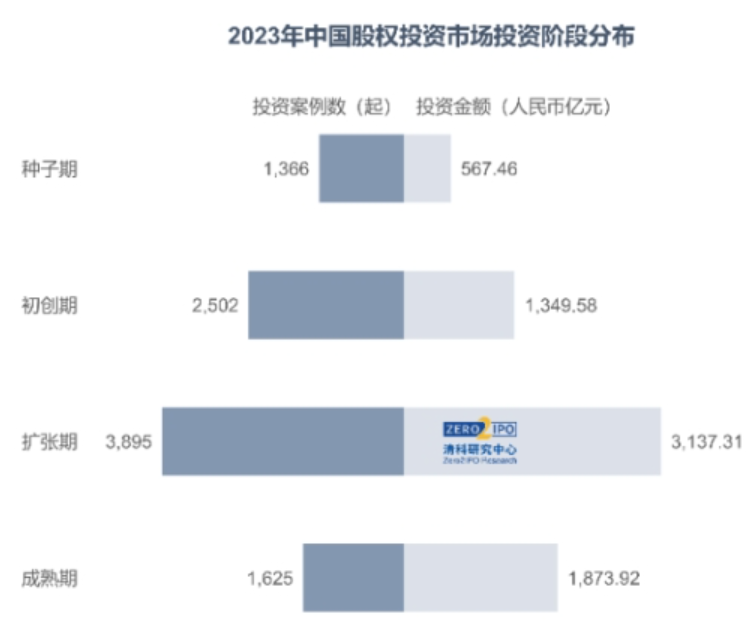 2023年中国股权投资市场投资阶段分布
投资案例数（起） 投资金额（人民币亿元）
种子期 1,366 567.46
初创期 2,502 1,349.58
扩张期 3,895 3,137.31
ZERO2IPO
清科研究中心
Zero2IPO Research
成熟期 1,625 1,873.92